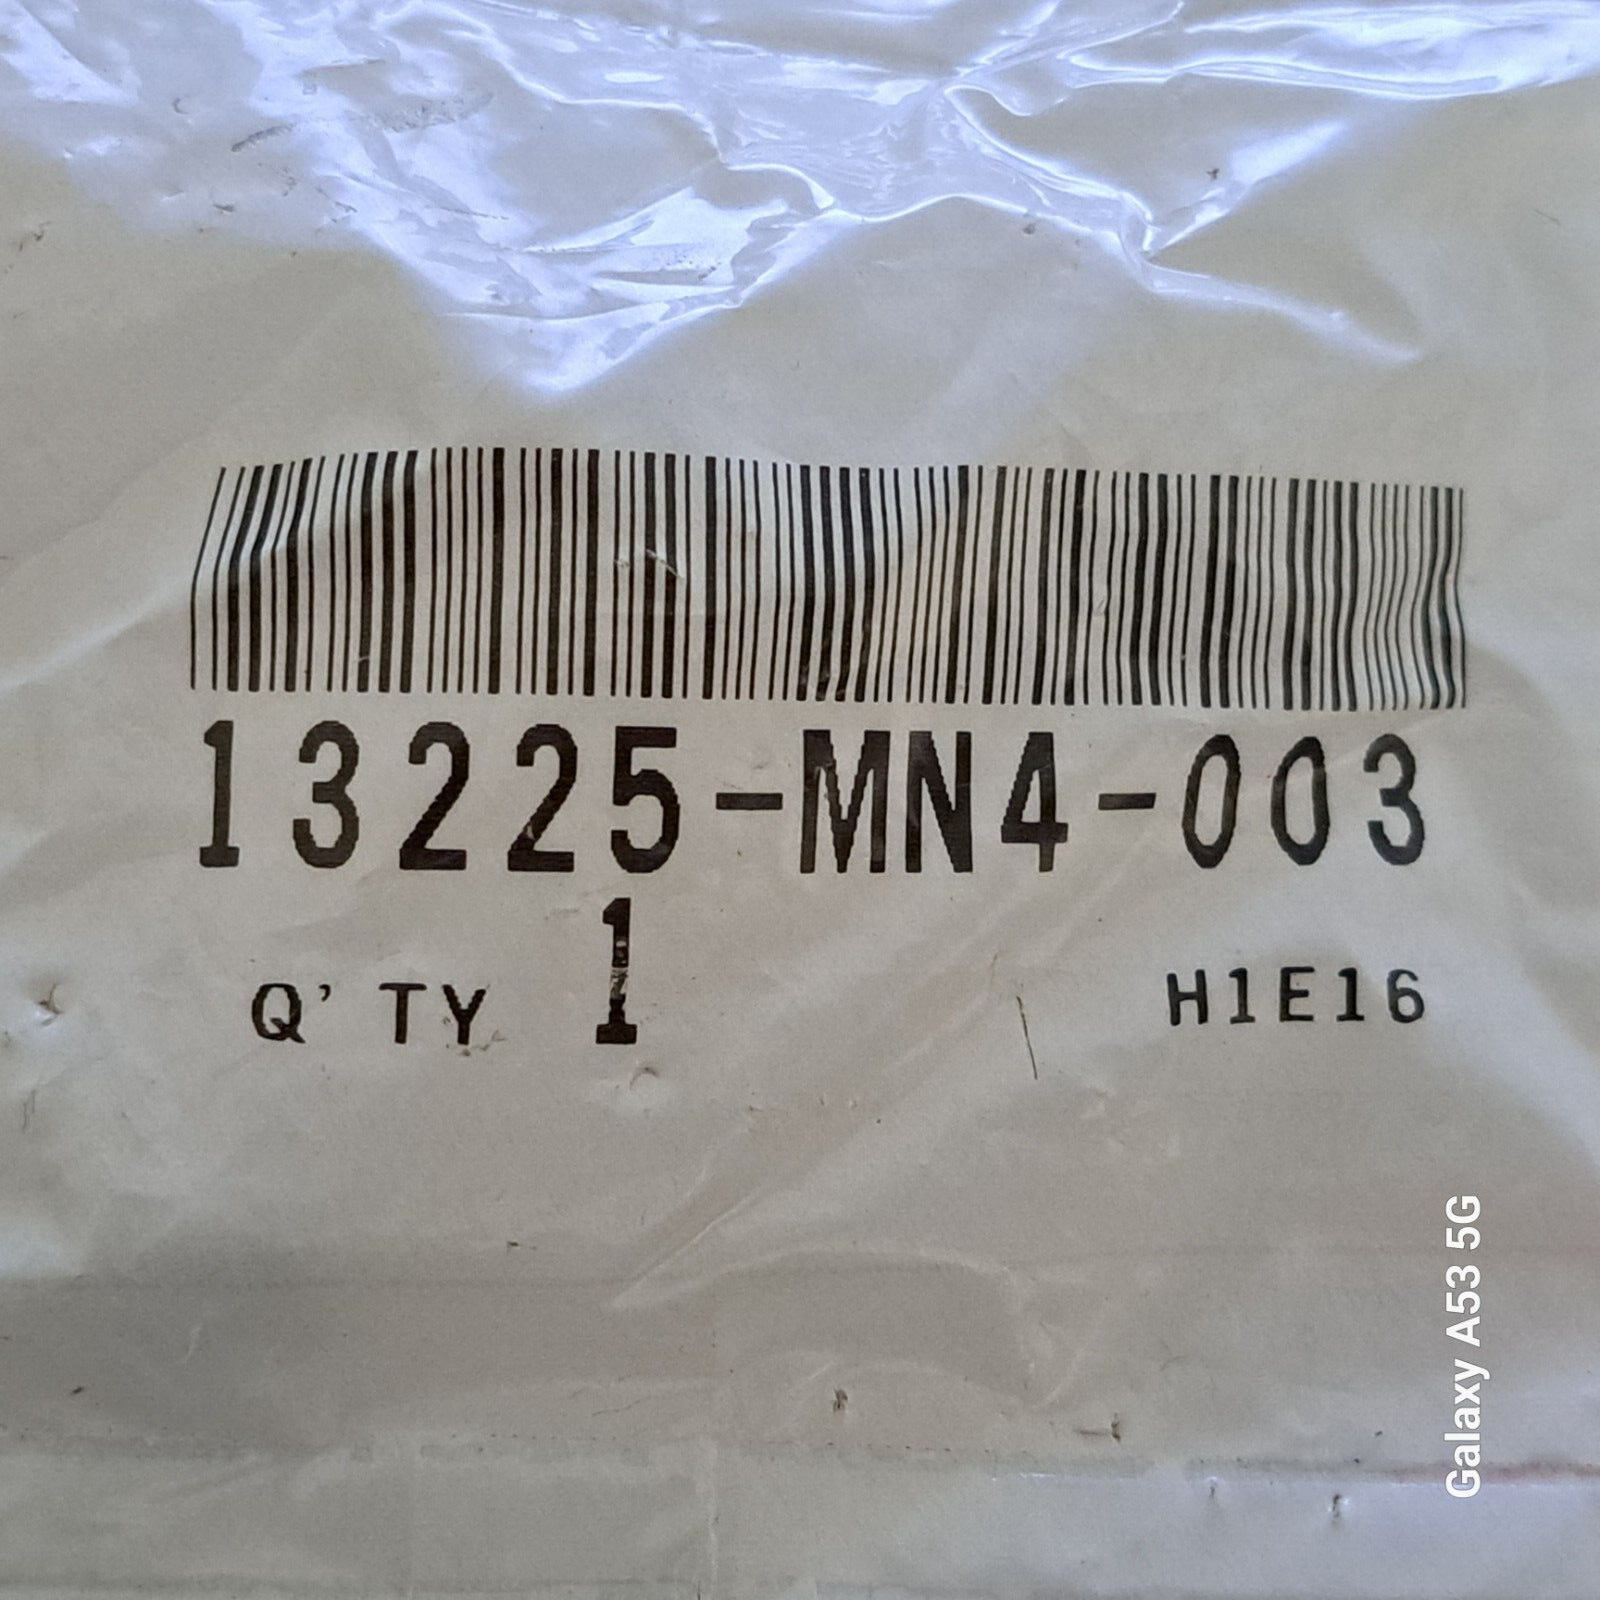 13225-MN4-003
Q'TY 1
H1E16
Galaxy A53 5G